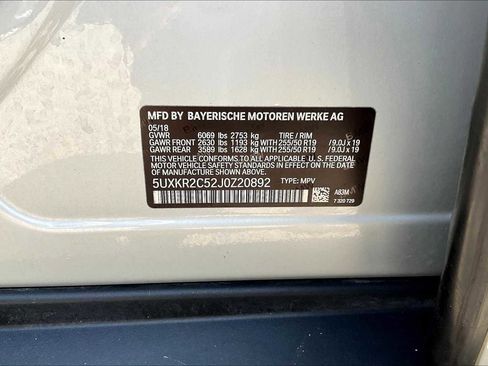 MFD BY BAYERISCHE MOTOREN WERKE AG
05/18
GVWR 6069 lbs 2753 kg TIRE / RIM
GAWR FRONT 2630 lbs 1193 kg WITH 255/50 R19 / 9.0J x 19
GAWR REAR 3589 lbs 1628 kg WITH 255/50 R19 / 9.0J x 19
THIS VEHICLE CONFORMS TO ALL APPLICABLE U.S. FEDERAL
MOTOR VEHICLE SAFETY STANDARDS IN EFFECT ON THE DATE OF
MANUFACTURE SHOWN ABOVE.
5UXKR2C52J0Z20892 TYPE: MPV
A83M
7 320 729